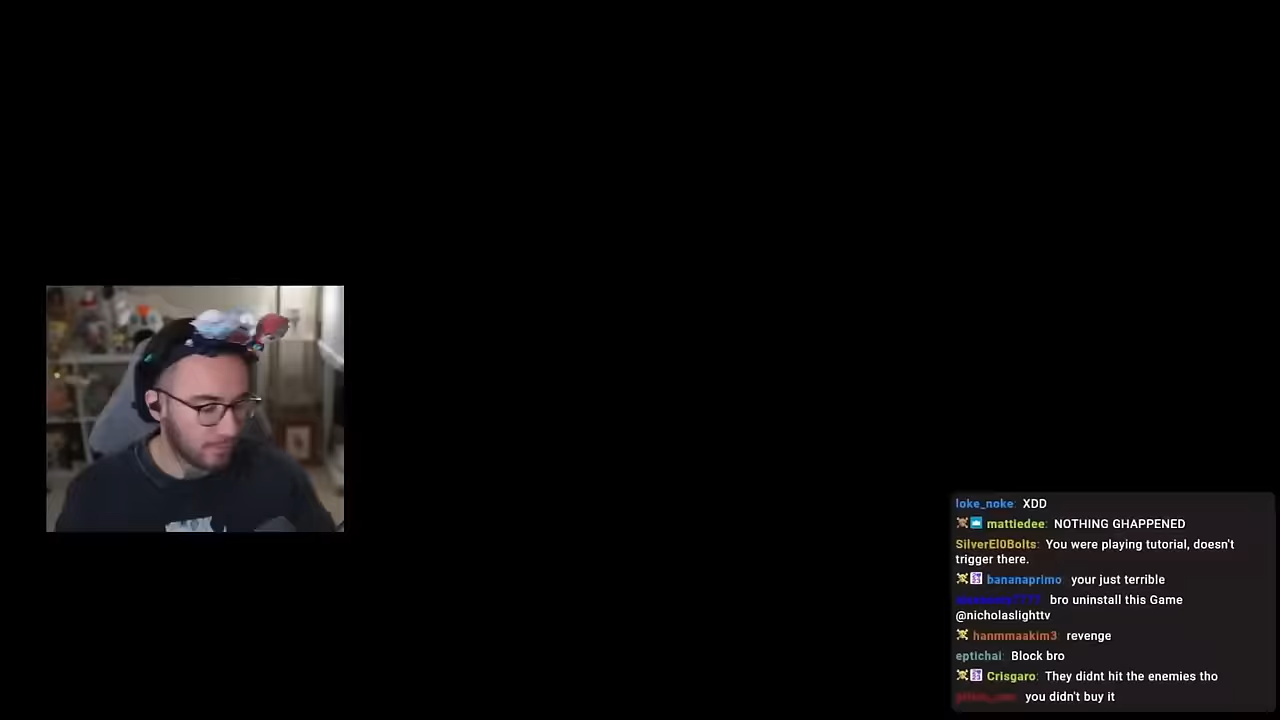 loke_noke: XDD
mattiedee: NOTHING GHAPPENED
SilverEl0Bolts: You were playing tutorial, doesn't
trigger there.
bananaprimo your just terrible
bro uninstall this Game
@nicholaslighttv
hanmmaakim3: revenge
eptichai: Block bro
Crisgaro: They didnt hit the enemies tho
you didn't buy it